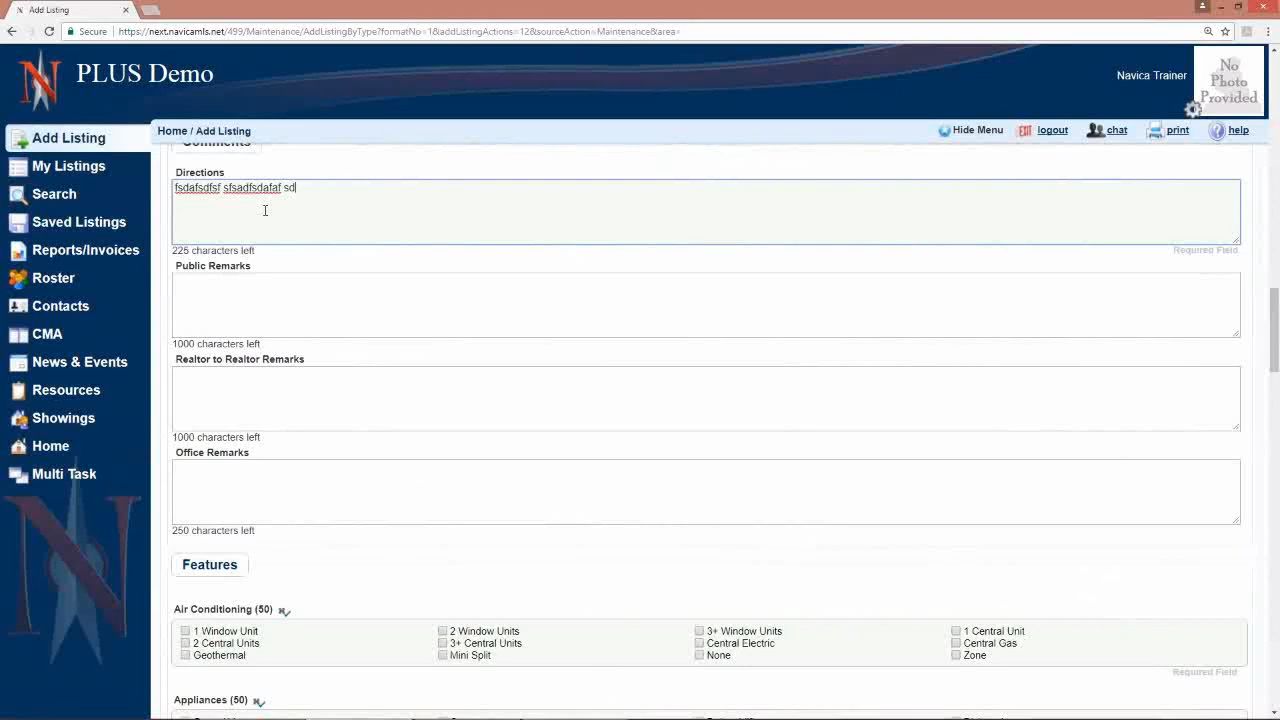 Add Listing
Secure | https://next.navicamls.net/499/Maintenance/AddListingByType?formatNo=1&addListingActions=12&sourceAction=Maintenance&area=
PLUS Demo
Navica Trainer
No Photo Provided
Add Listing
My Listings
Search
Saved Listings
Reports/Invoices
Roster
Contacts
CMA
News & Events
Resources
Showings
Home
Multi Task
Home / Add Listing
Hide Menu EXIT logout chat print help
Comments
Directions
fsdafsdfsf sfsadfsdafaf sd
225 characters left Required Field
Public Remarks
1000 characters left
Realtor to Realtor Remarks
1000 characters left
Office Remarks
250 characters left
Features
Air Conditioning (50)
1 Window Unit 2 Window Units 3+ Window Units 1 Central Unit
2 Central Units 3+ Central Units Central Electric Central Gas
Geothermal Mini Split None Zone
Required Field
Appliances (50)